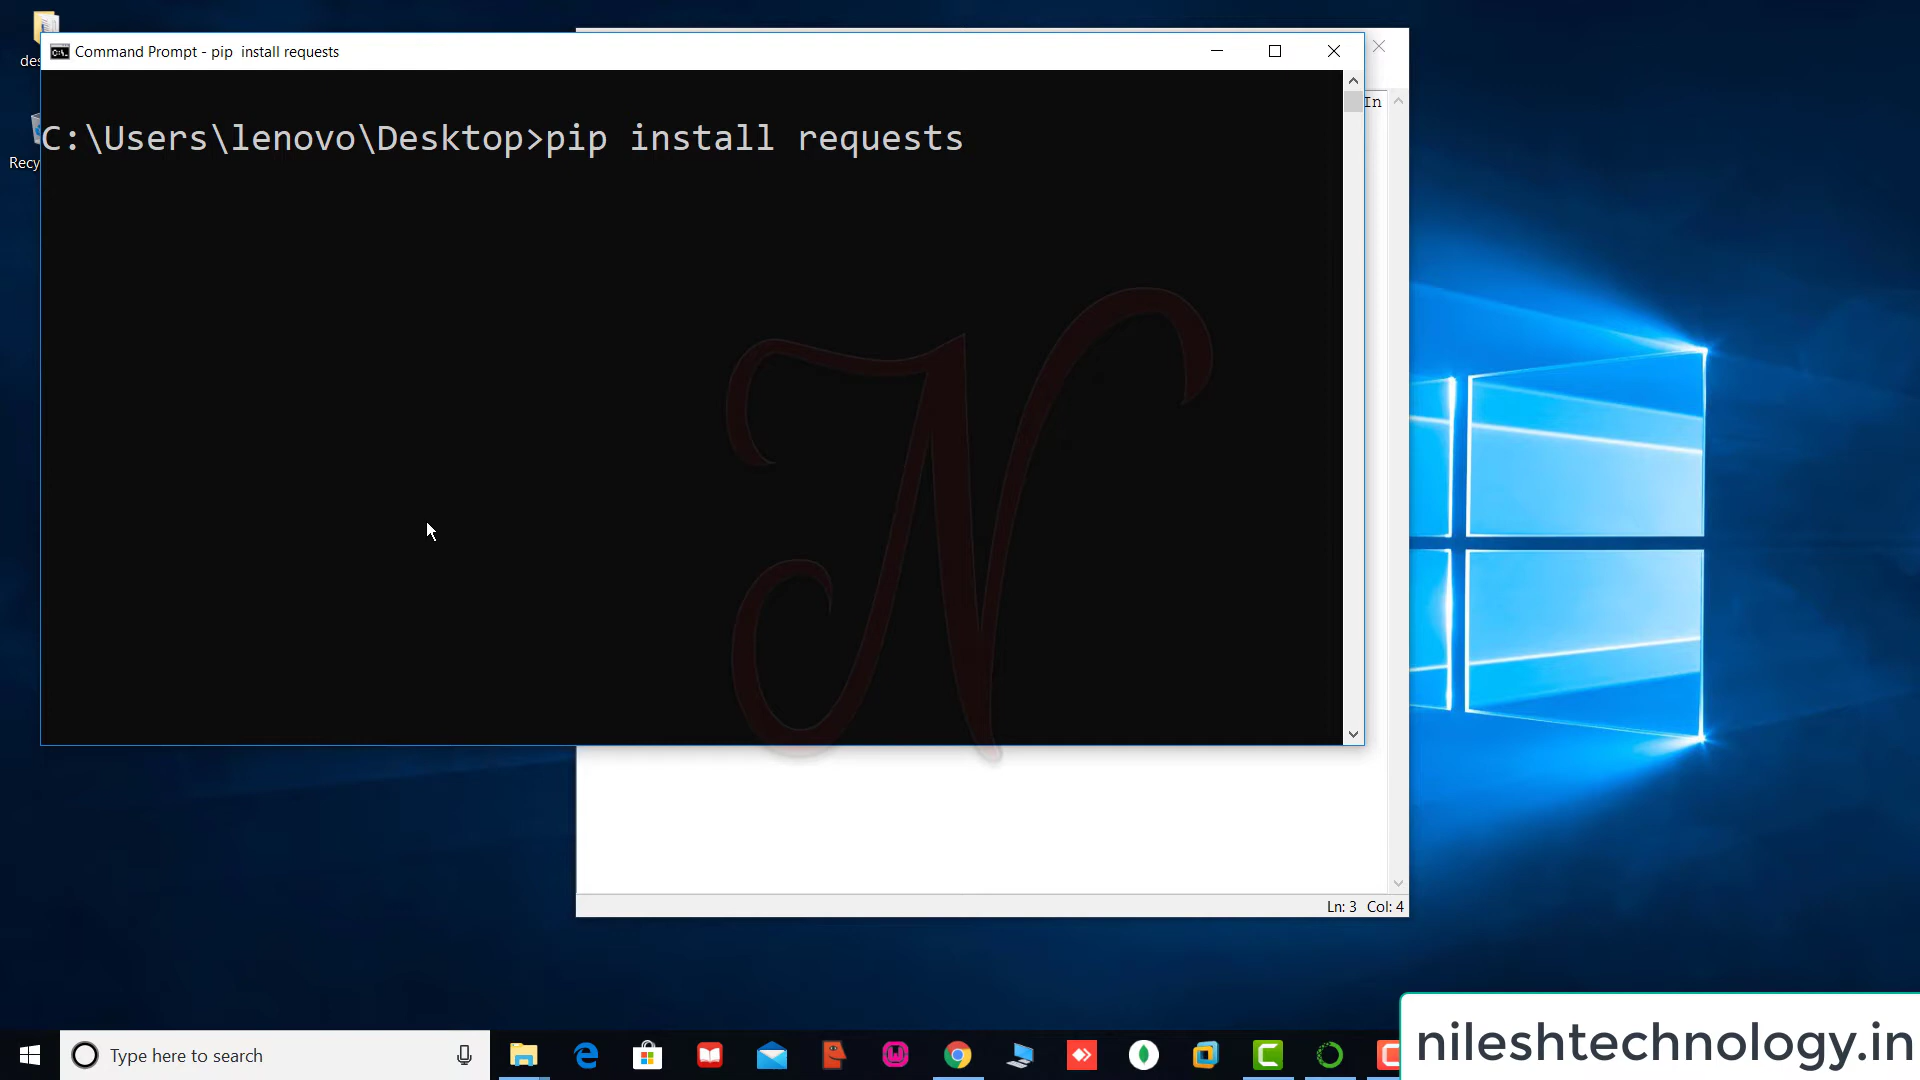 des
Command Prompt - pip  install requests
In
C:\Users\lenovo\Desktop>pip install requests
Recy
N
Ln: 3 Col: 4
Type here to search
nileshtechnology.in